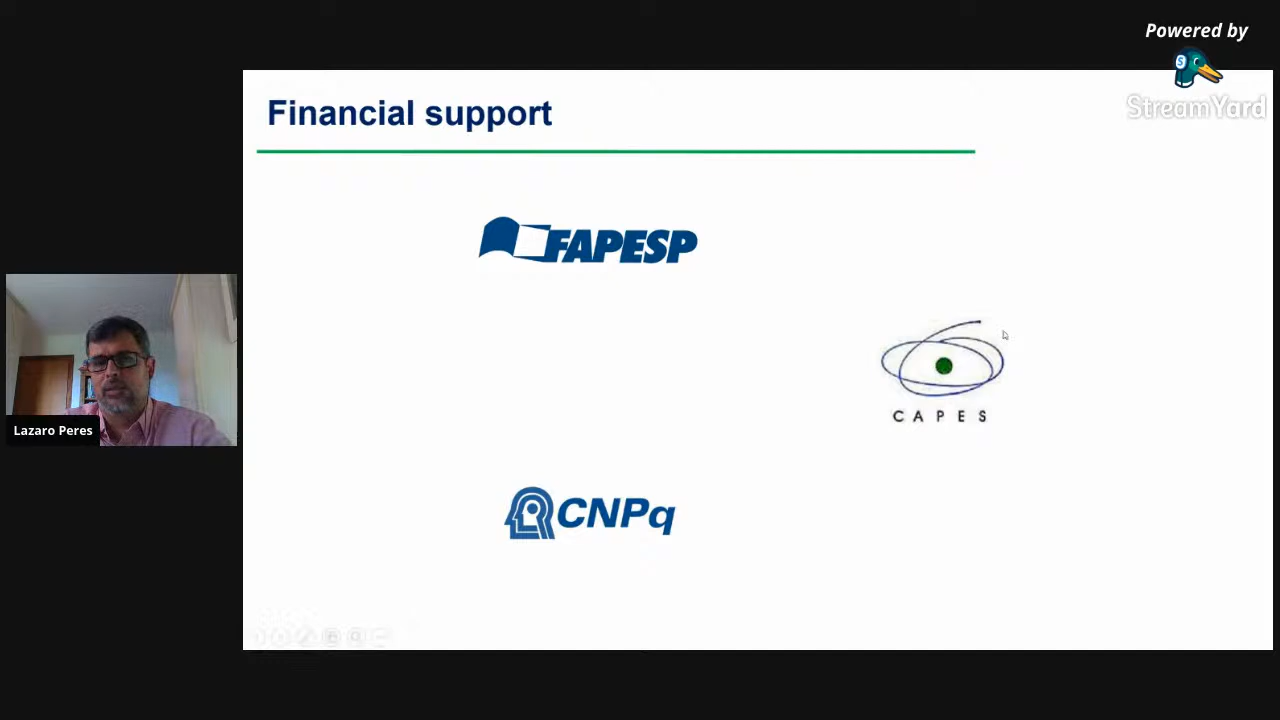 Powered by
StreamYard
Financial support
FAPESP
CAPES
CNPq
Lazaro Peres